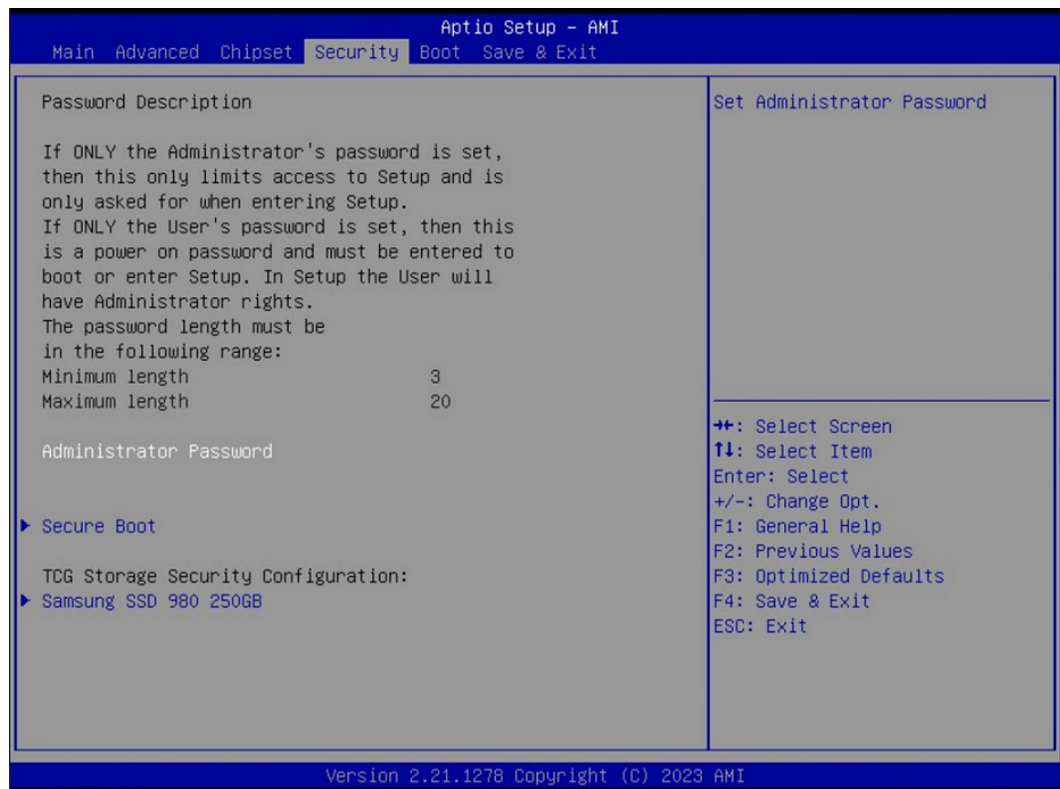 Aptio Setup – AMI
Main Advanced Chipset Security Boot Save & Exit
Password Description
If ONLY the Administrator's password is set,
then this only limits access to Setup and is
only asked for when entering Setup.
If ONLY the User's password is set, then this
is a power on password and must be entered to
boot or enter Setup. In Setup the User will
have Administrator rights.
The password length must be
in the following range:
Minimum length 3
Maximum length 20
Administrator Password
▶ Secure Boot
TCG Storage Security Configuration:
▶ Samsung SSD 980 250GB
Set Administrator Password
→←: Select Screen
↑↓: Select Item
Enter: Select
+/-: Change Opt.
F1: General Help
F2: Previous Values
F3: Optimized Defaults
F4: Save & Exit
ESC: Exit
Version 2.21.1278 Copyright (C) 2023 AMI